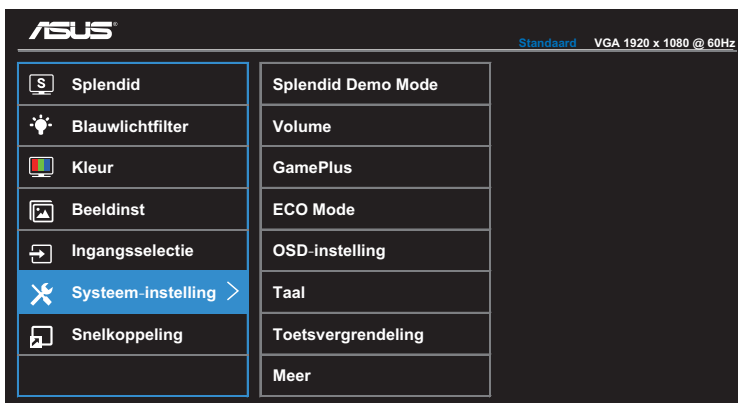 ASUS
Standaard VGA 1920 x 1080 @ 60Hz
S Splendid
Blauwlichtfilter
Kleur
Beeldinst
Ingangsselectie
Systeem-instelling >
Snelkoppeling
Splendid Demo Mode
Volume
GamePlus
ECO Mode
OSD-instelling
Taal
Toetsvergrendeling
Meer